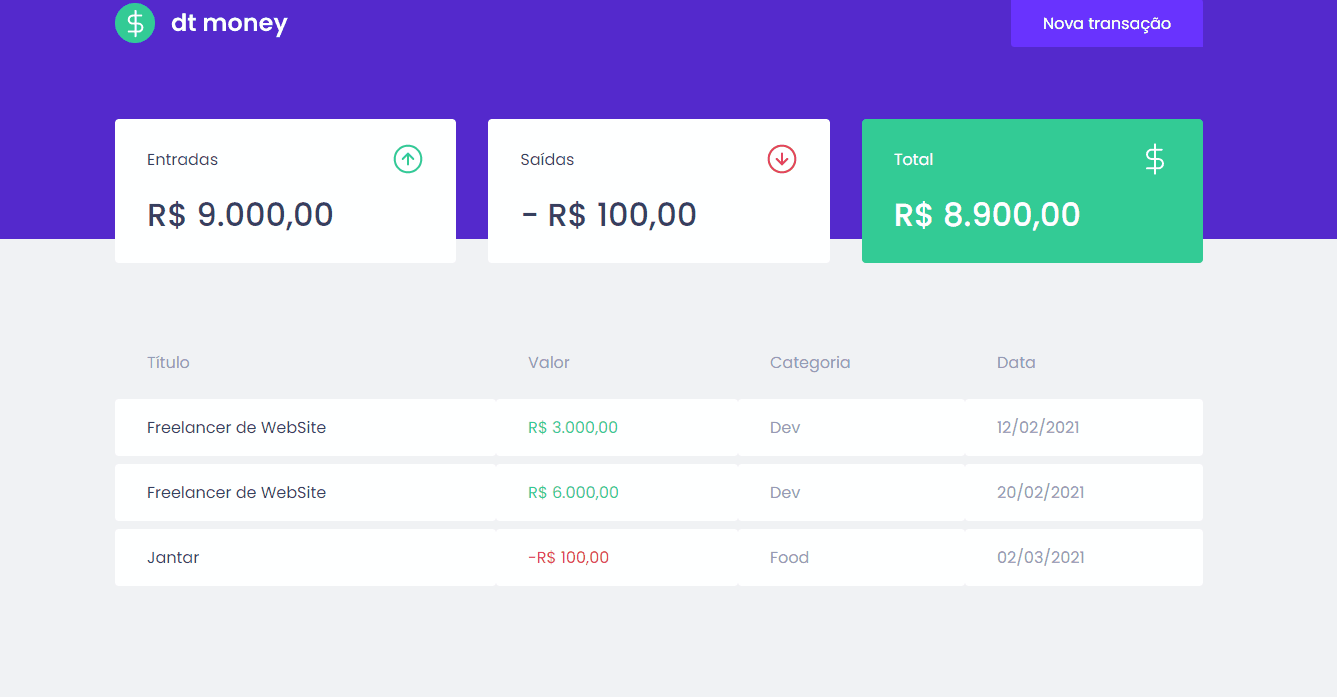 dt money
Nova transação
Entradas
R$ 9.000,00
Saídas
- R$ 100,00
Total
R$ 8.900,00
Título Valor Categoria Data
Freelancer de WebSite R$ 3.000,00 Dev 12/02/2021
Freelancer de WebSite R$ 6.000,00 Dev 20/02/2021
Jantar -R$ 100,00 Food 02/03/2021